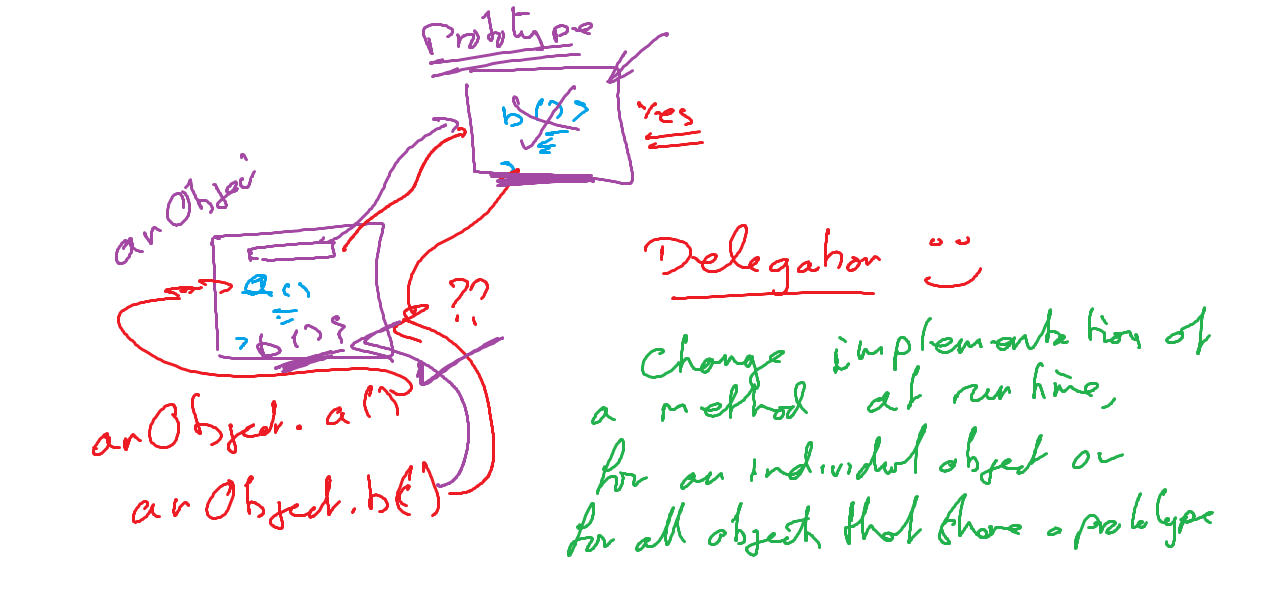 Prototype
b()
Yes
anObjec
a()
b(){
??
anObject.a()
anObject.b()
Delegation
Change implementation of
a method at runtime,
for an individual object or
for all objects that share a prototype